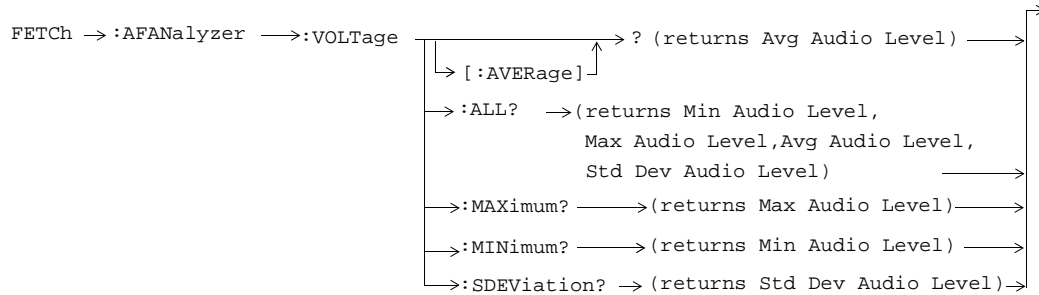 FETCh :AFANalyzer :VOLTage ? (returns Avg Audio Level)
[:AVERage]
:ALL? (returns Min Audio Level,
Max Audio Level,Avg Audio Level,
Std Dev Audio Level)
:MAXimum? (returns Max Audio Level)
:MINimum? (returns Min Audio Level)
:SDEViation? (returns Std Dev Audio Level)